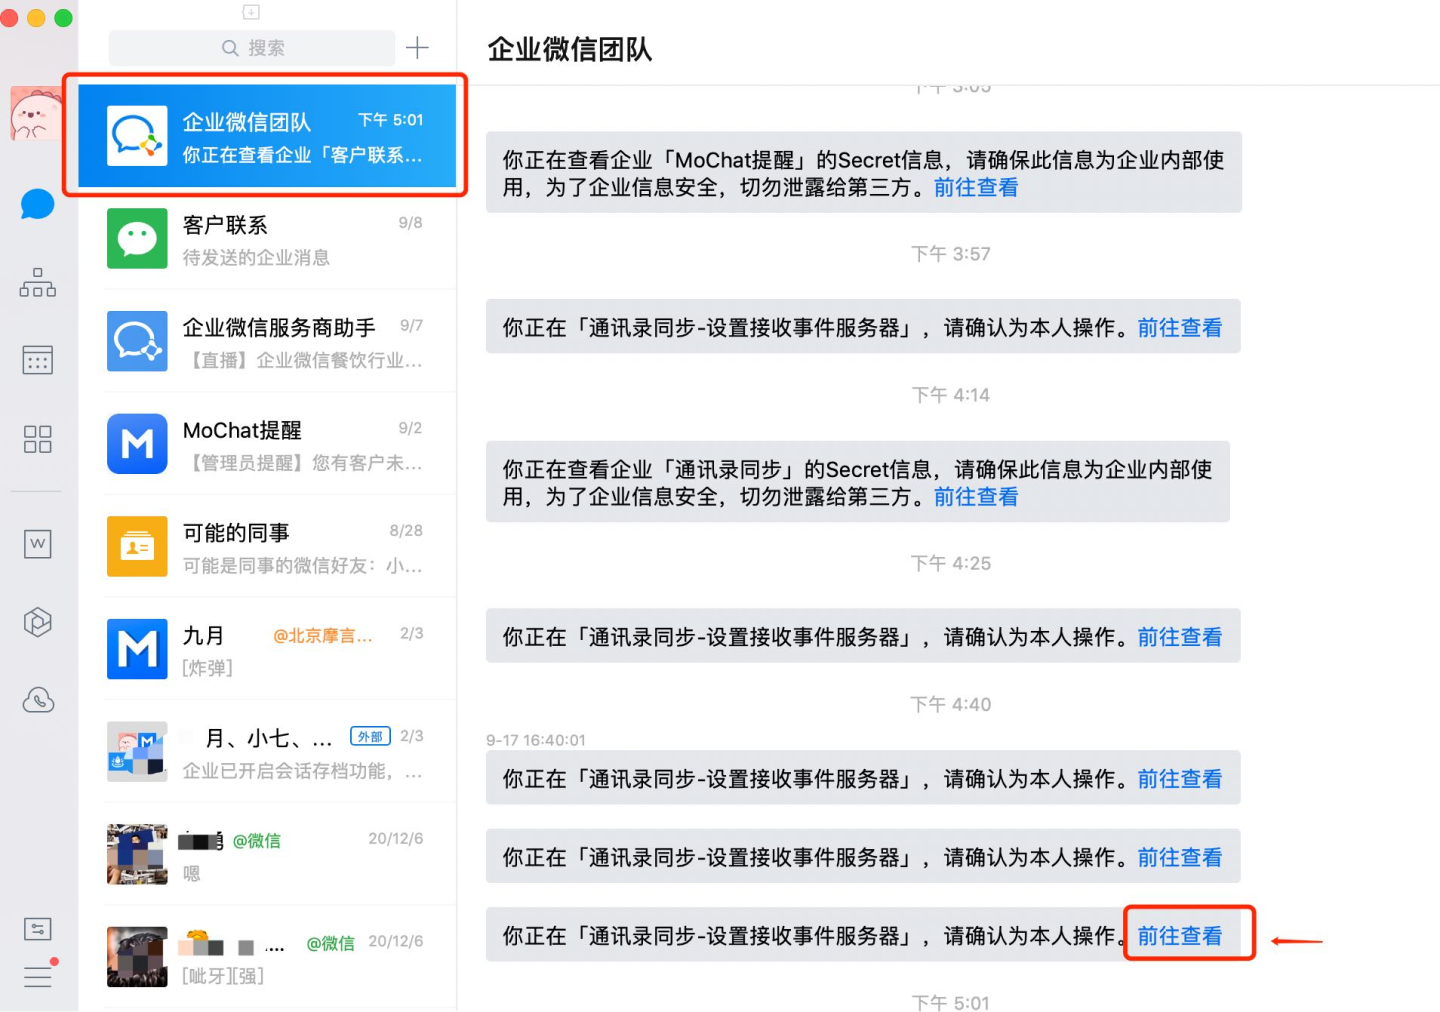 搜索
企业微信团队
下午 5:01
你正在查看企业「客户联系...
客户联系
9/8
待发送的企业消息
企业微信服务商助手
9/7
【直播】企业微信餐饮行业...
MoChat提醒
9/2
【管理员提醒】您有客户未...
可能的同事
8/28
可能是同事的微信好友：小...
九月
@北京摩言...
2/3
[炸弹]
月、小七、...
外部
2/3
企业已开启会话存档功能，...
@微信
20/12/6
嗯
...
@微信
20/12/6
[呲牙][强]
企业微信团队
下午 3:05
你正在查看企业「MoChat提醒」的Secret信息，请确保此信息为企业内部使
用，为了企业信息安全，切勿泄露给第三方。前往查看
下午 3:57
你正在「通讯录同步-设置接收事件服务器」，请确认为本人操作。前往查看
下午 4:14
你正在查看企业「通讯录同步」的Secret信息，请确保此信息为企业内部使
用，为了企业信息安全，切勿泄露给第三方。前往查看
下午 4:25
你正在「通讯录同步-设置接收事件服务器」，请确认为本人操作。前往查看
下午 4:40
9-17 16:40:01
你正在「通讯录同步-设置接收事件服务器」，请确认为本人操作。前往查看
你正在「通讯录同步-设置接收事件服务器」，请确认为本人操作。前往查看
你正在「通讯录同步-设置接收事件服务器」，请确认为本人操作。前往查看
下午 5:01